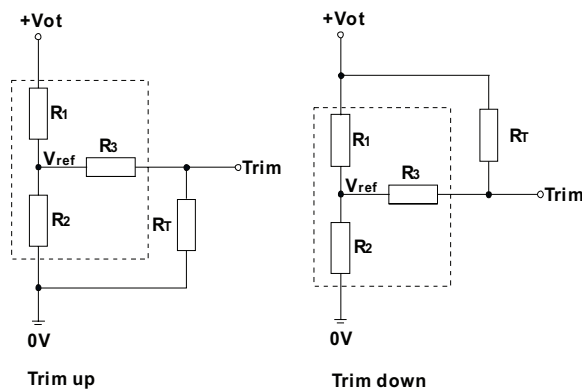 +Vot
R1
Vref
R3
Trim
R2
RT
0V
Trim up
+Vot
R1
RT
Vref
R3
Trim
R2
0V
Trim down